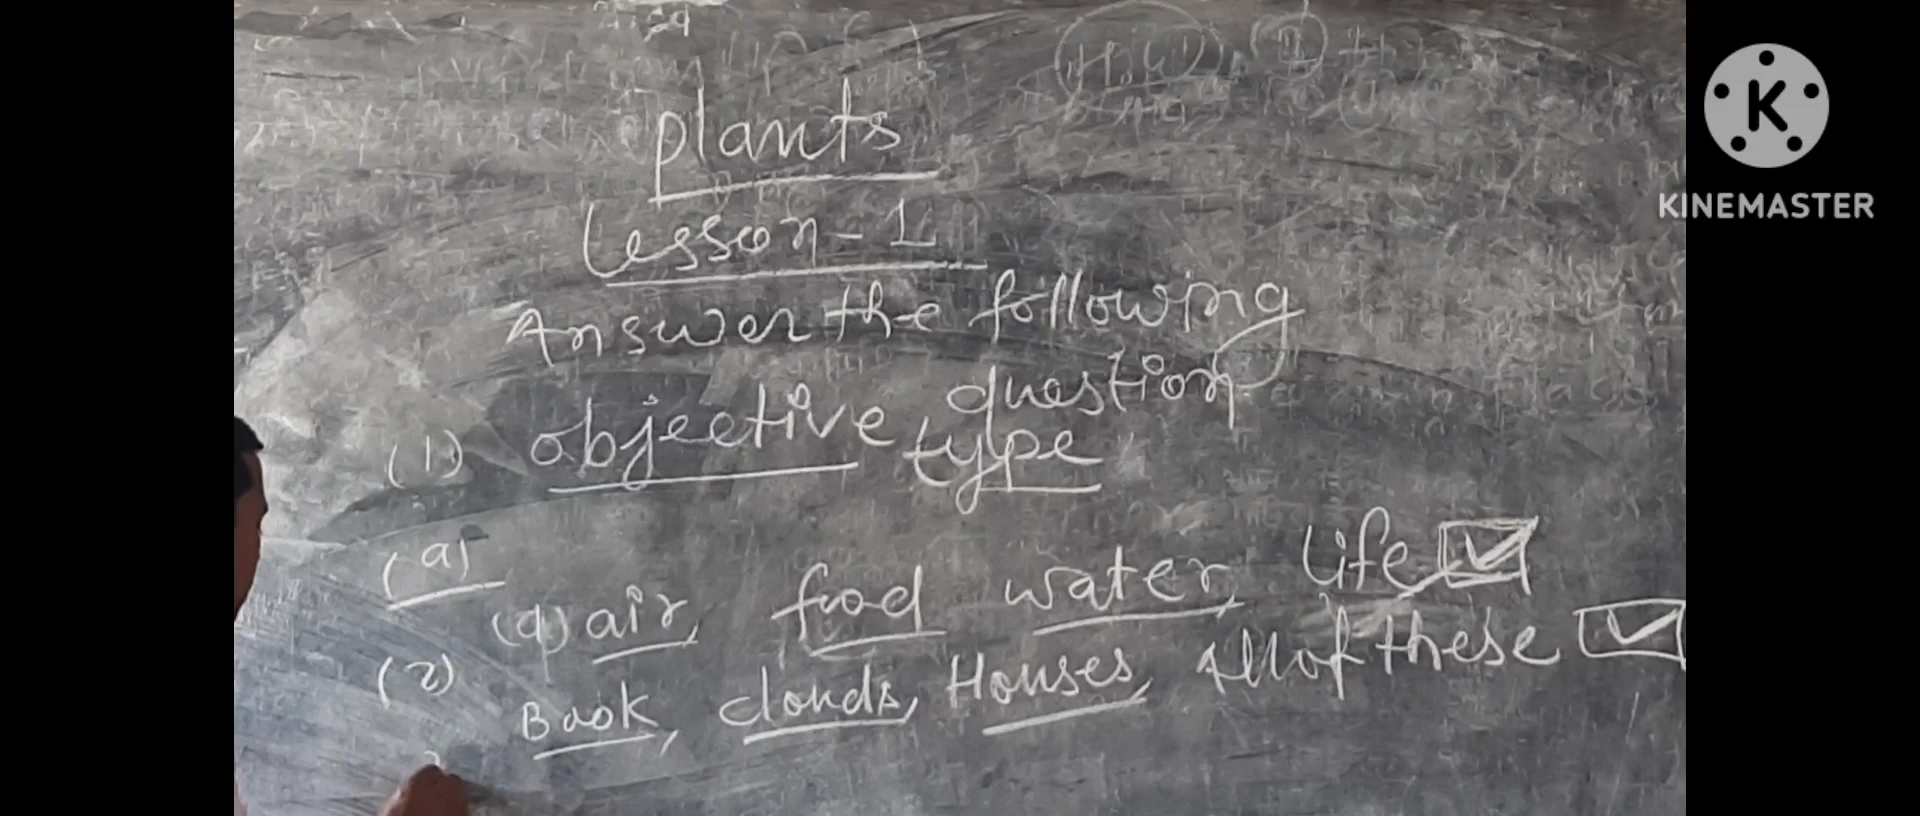 plants
Lesson - 1
Answer the following
question
(1) objective type
(a)
(a) air, food water, life
(2) Book, clouds, Houses, All of these
K
KINEMASTER